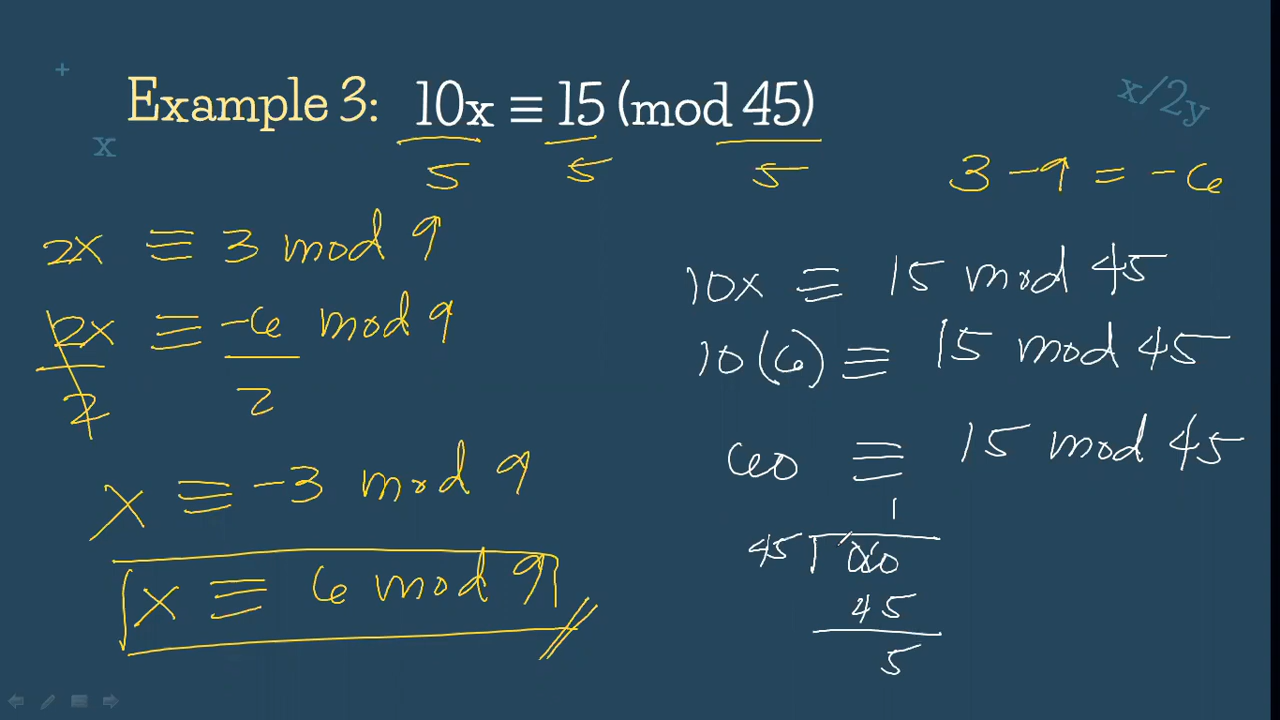 Example 3: 10x ≡ 15 (mod 45)
5 5 5
+
x
x/2y
2x ≡ 3 mod 9
2x ≡ -6 mod 9
2 2
x ≡ -3 mod 9
x ≡ 6 mod 9
3 - 9 = -6
10x ≡ 15 mod 45
10(6) ≡ 15 mod 45
60 ≡ 15 mod 45
1
45 60
45
5